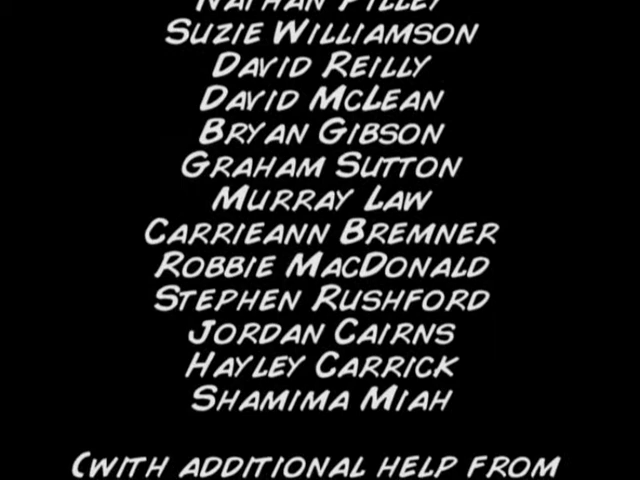 Suzie Williamson
David Reilly
David McLean
Bryan Gibson
Graham Sutton
Murray Law
Carrieann Bremner
Robbie MacDonald
Stephen Rushford
Jordan Cairns
Hayley Carrick
Shamima Miah
(with additional help from